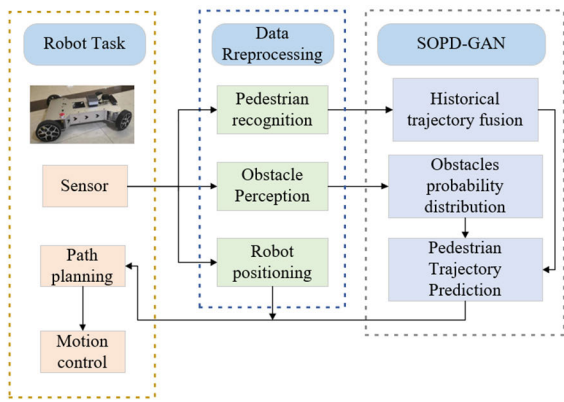 Robot Task
Sensor
Path
planning
Motion
control
Data
Rreprocessing
Pedestrian
recognition
Obstacle
Perception
Robot
positioning
SOPD-GAN
Historical
trajectory fusion
Obstacles
probability
distribution
Pedestrian
Trajectory
Prediction